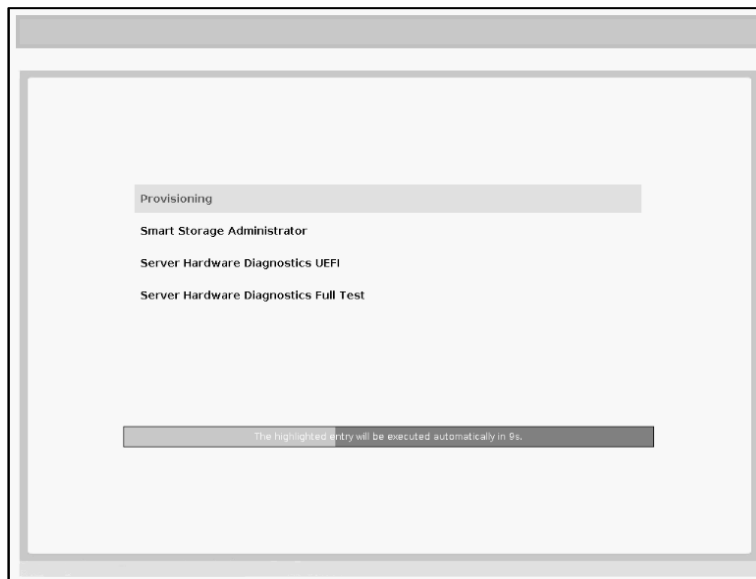 Provisioning
Smart Storage Administrator
Server Hardware Diagnostics UEFI
Server Hardware Diagnostics Full Test
The highlighted entry will be executed automatically in 9s.